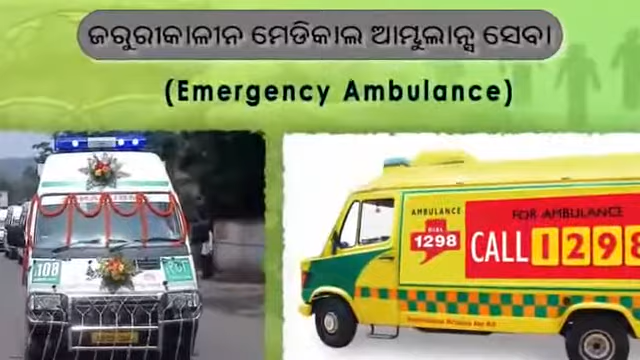 ଜରୁରୀକାଳୀନ ମେଡିକାଲ ଆମ୍ବୁଲାନ୍ସ ସେବା
(Emergency Ambulance)
108
AMBULANCE
DIAL
1298
FOR AMBULANCE
CALL 1298